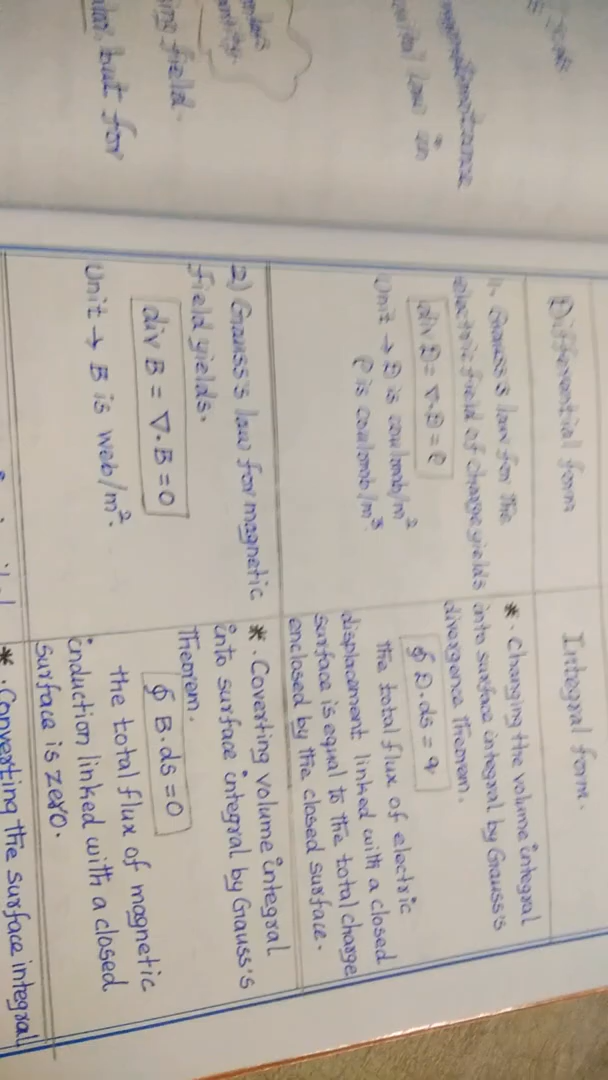 ing field.
but for
law in
Differential form
Integral form.
1. Gauss's law for the
electric field of charge yields
div D = ∇. D = ρ
Unit → D is coulomb/m²
ρ is coulomb/m³.
* . Changing the volume integral
into surface integral by Gauss's
divergence theorem.
∮ D. ds = q
the total flux of electric
displacement linked with a closed
surface is equal to the total charge
enclosed by the closed surface.
2) Gauss's law for magnetic
field yields.
div B = ∇. B = 0
Unit → B is web/m².
* . Coverting volume integral
into surface integral by Gauss's
Theorem.
∮ B. ds = 0
the total flux of magnetic
induction linked with a closed
surface is zero.
* . Converting the surface integral